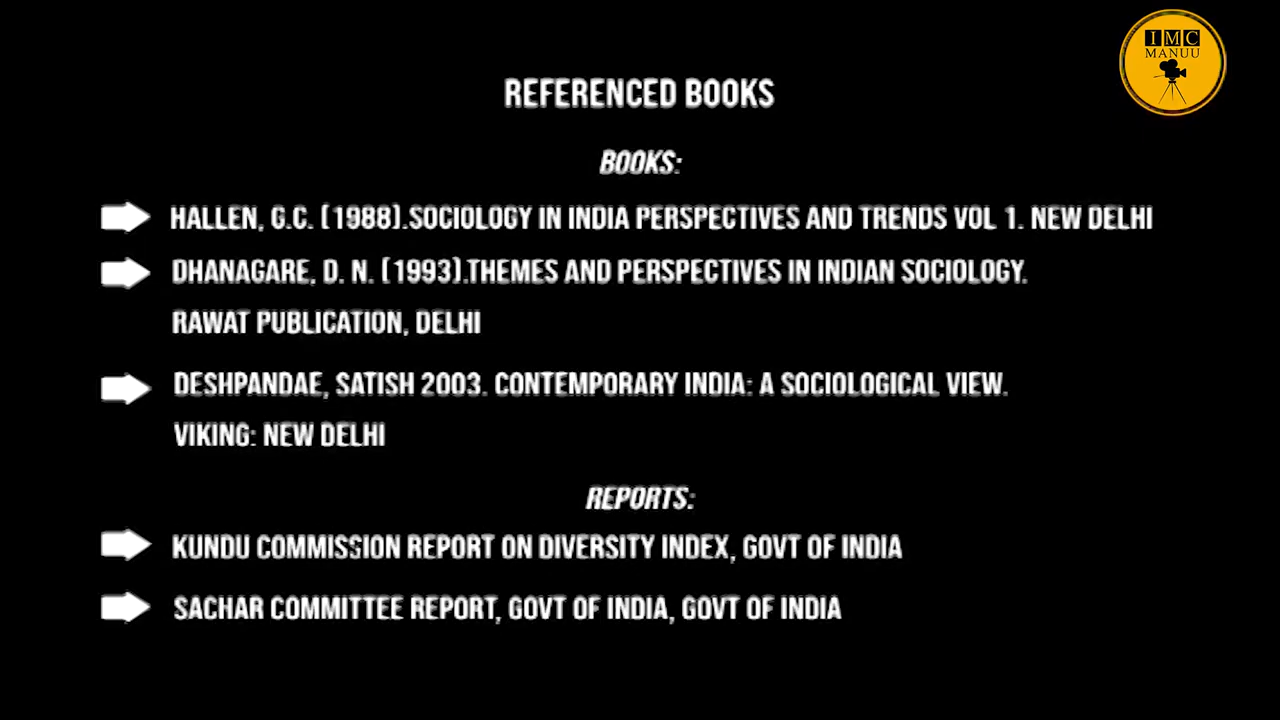 IMC
MANUU
REFERENCED BOOKS
BOOKS:
HALLEN, G.C. (1988).SOCIOLOGY IN INDIA PERSPECTIVES AND TRENDS VOL 1. NEW DELHI
DHANAGARE, D. N. (1993).THEMES AND PERSPECTIVES IN INDIAN SOCIOLOGY.
RAWAT PUBLICATION, DELHI
DESHPANDAE, SATISH 2003. CONTEMPORARY INDIA: A SOCIOLOGICAL VIEW.
VIKING: NEW DELHI
REPORTS:
KUNDU COMMISSION REPORT ON DIVERSITY INDEX, GOVT OF INDIA
SACHAR COMMITTEE REPORT, GOVT OF INDIA, GOVT OF INDIA